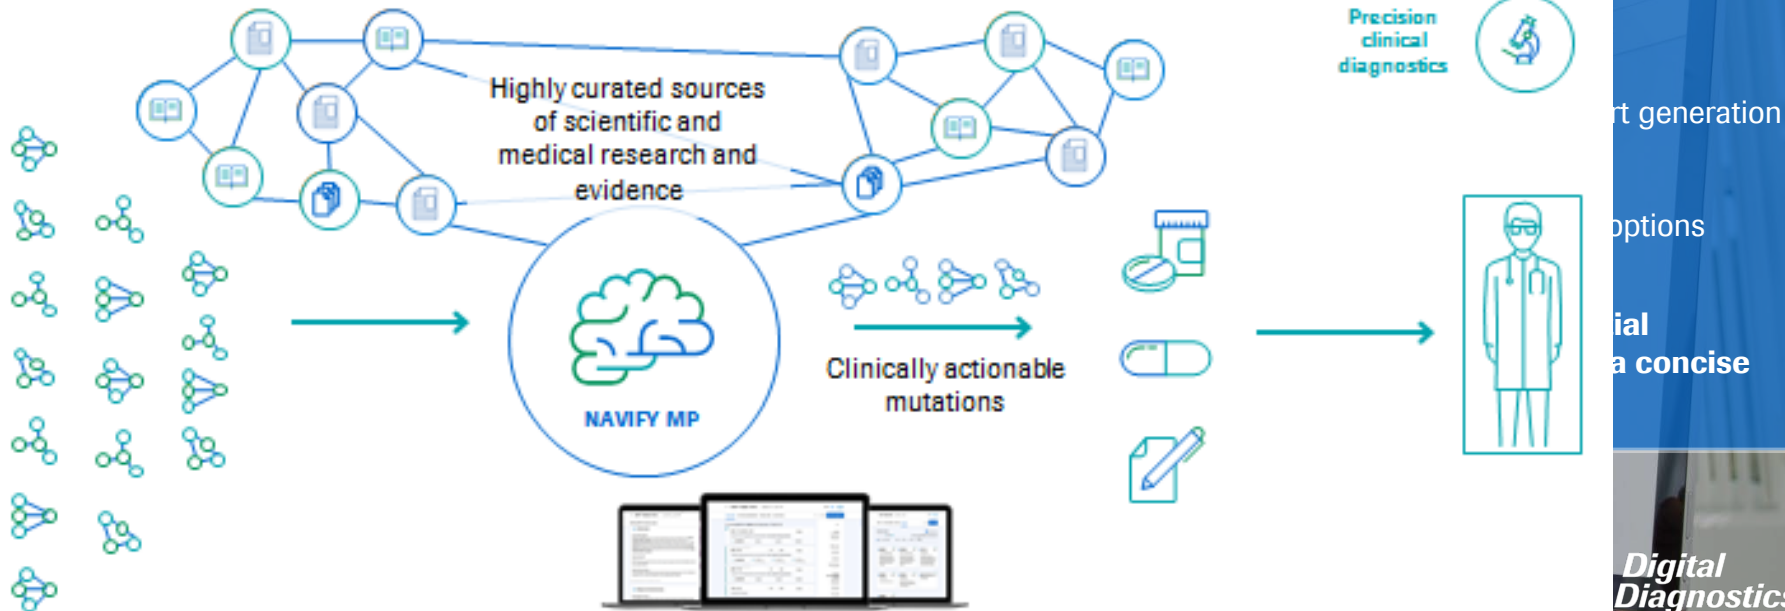 Precision
clinical
diagnostics
Highly curated sources
of scientific and
medical research and
evidence
rt generation
options
ial
a concise
Clinically actionable
mutations
NAVIFY MP
Digital
Diagnostics